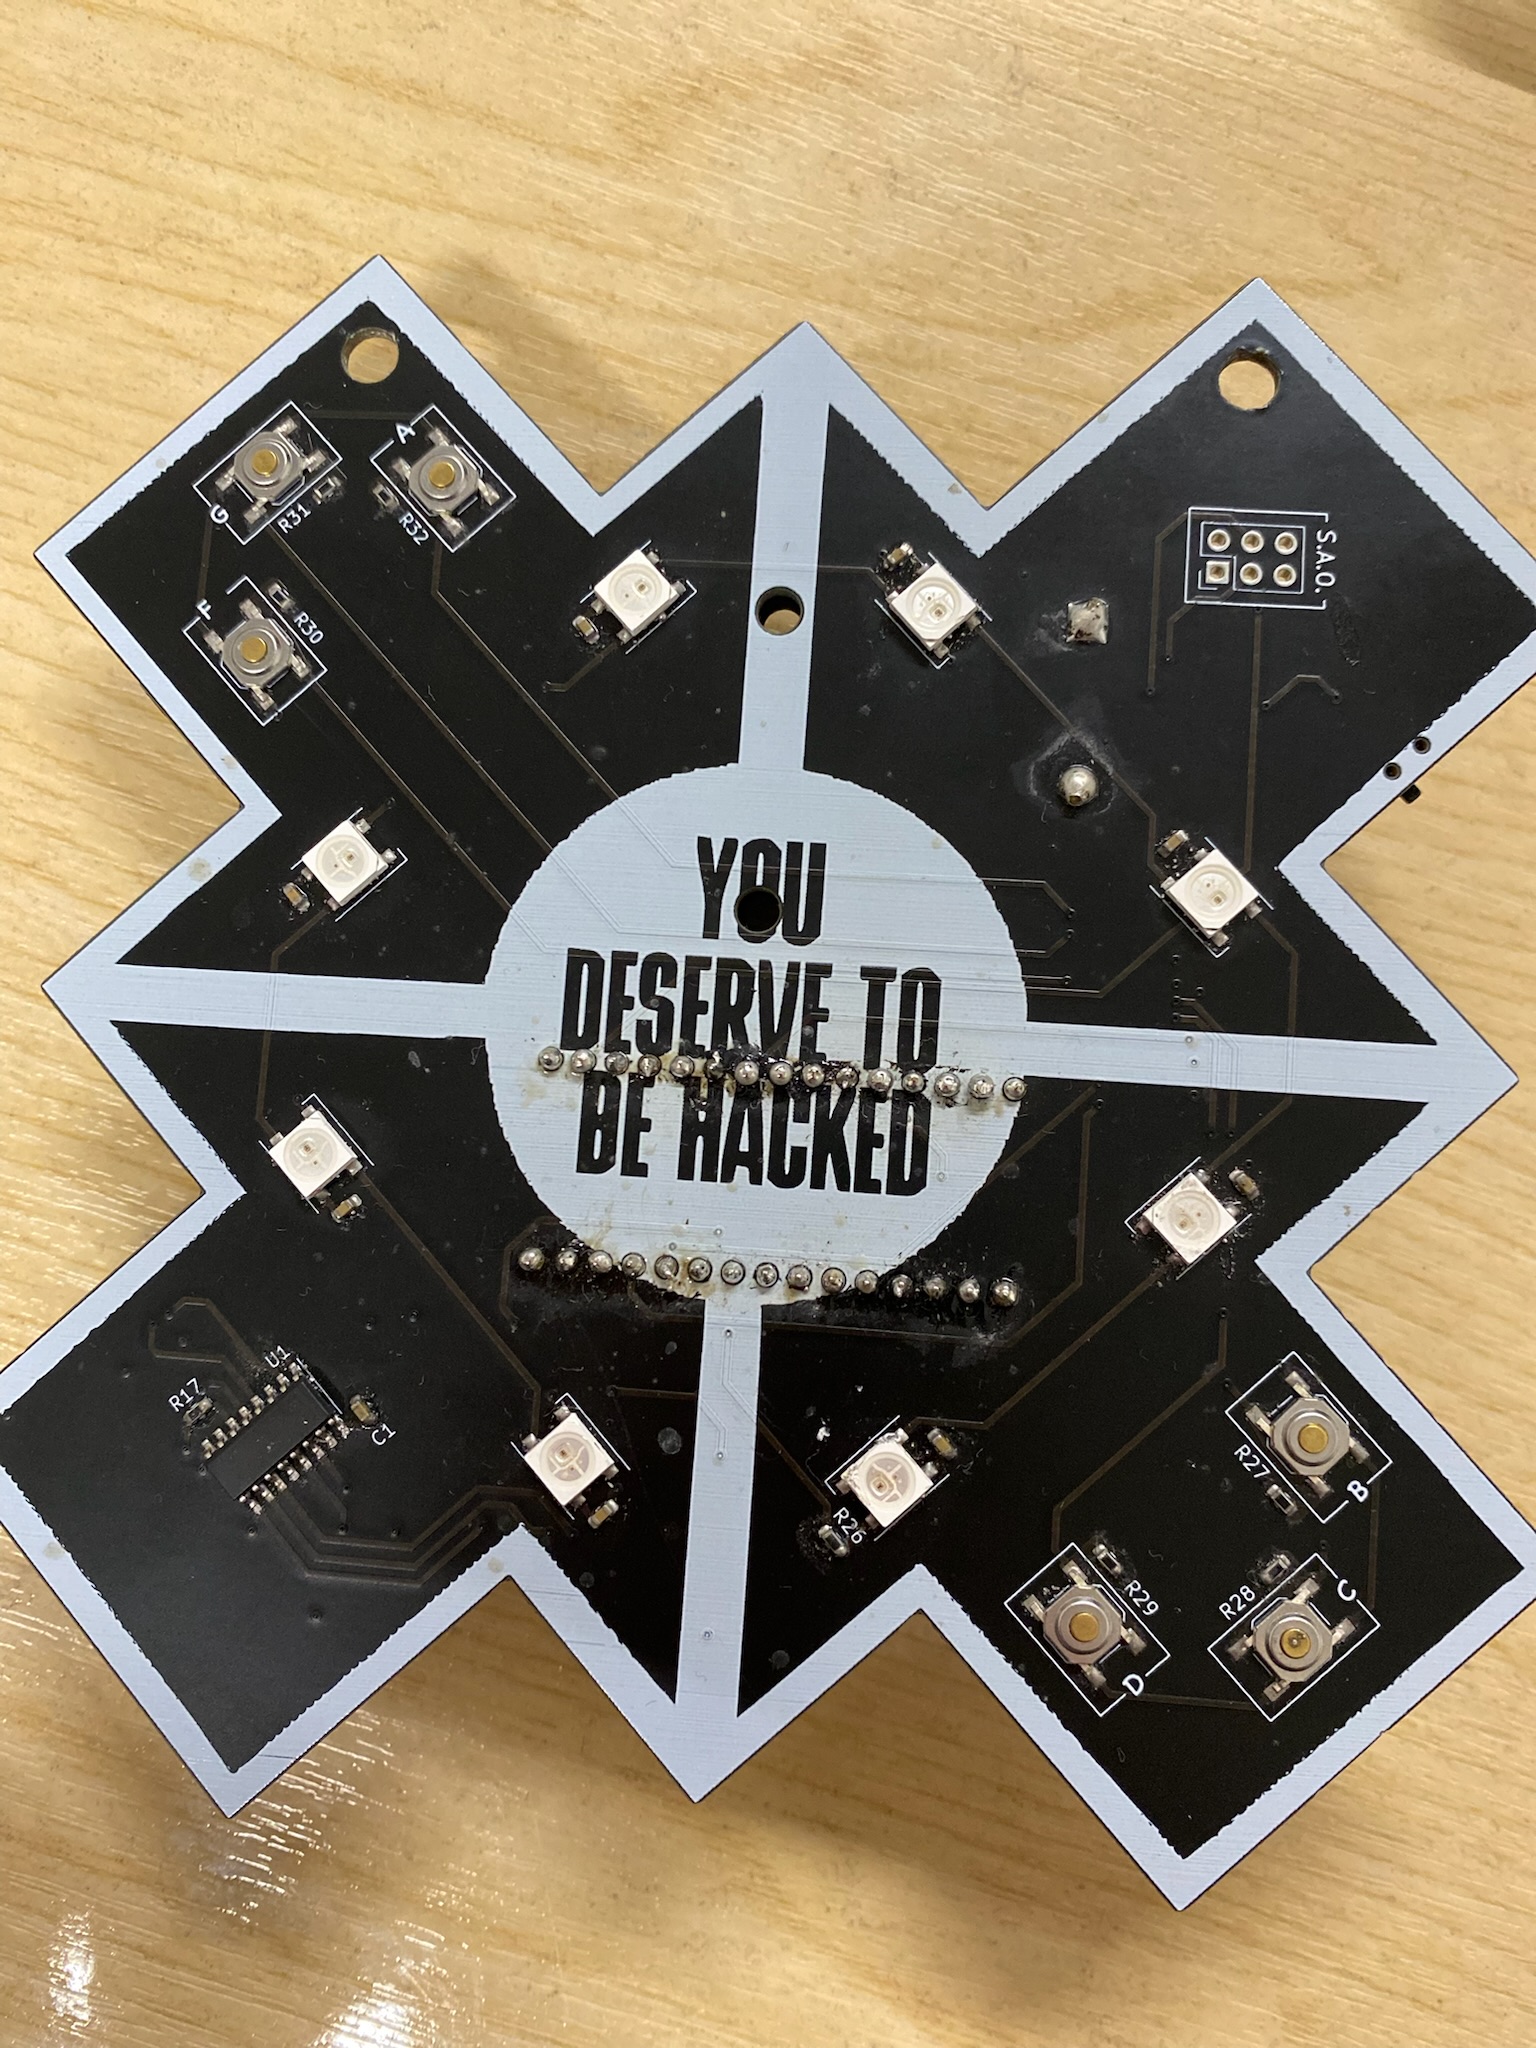 A
G
R31
R32
F
R30
S.A.O.
YOU
DESERVE TO
BE HACKED
U1
R17
C1
R26
R27
B
R29
R28
C
D